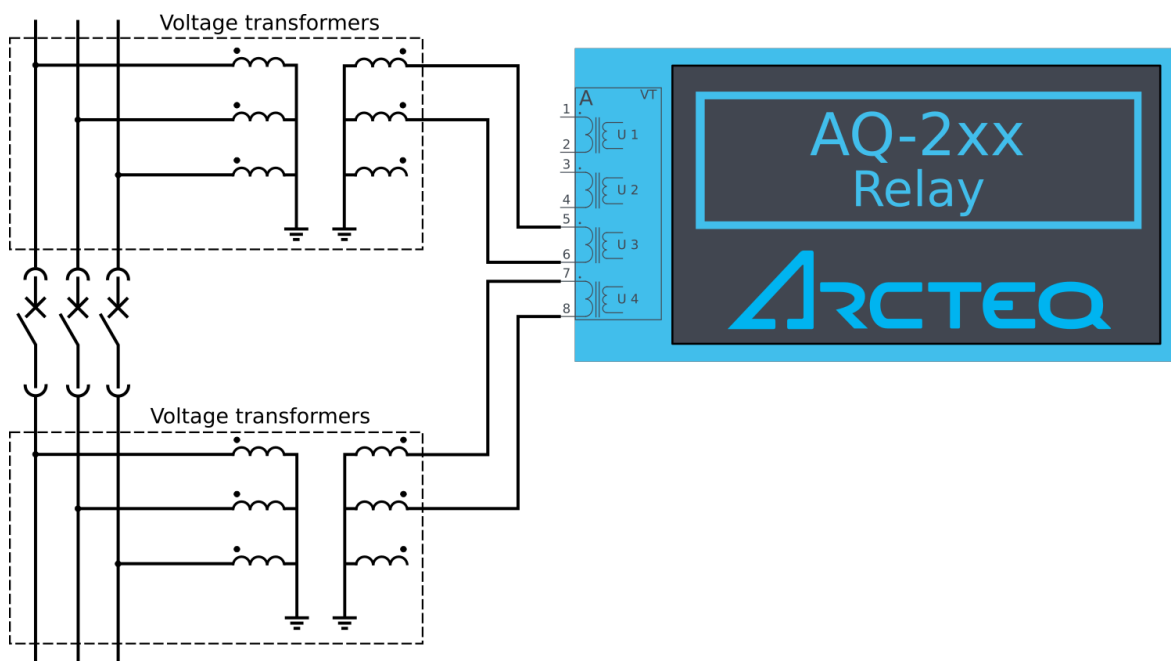 Voltage transformers
A VT
1
U 1
2
3
U 2
4
5
U 3
6
7
U 4
8
AQ-2xx
Relay
ARCTEQ
Voltage transformers